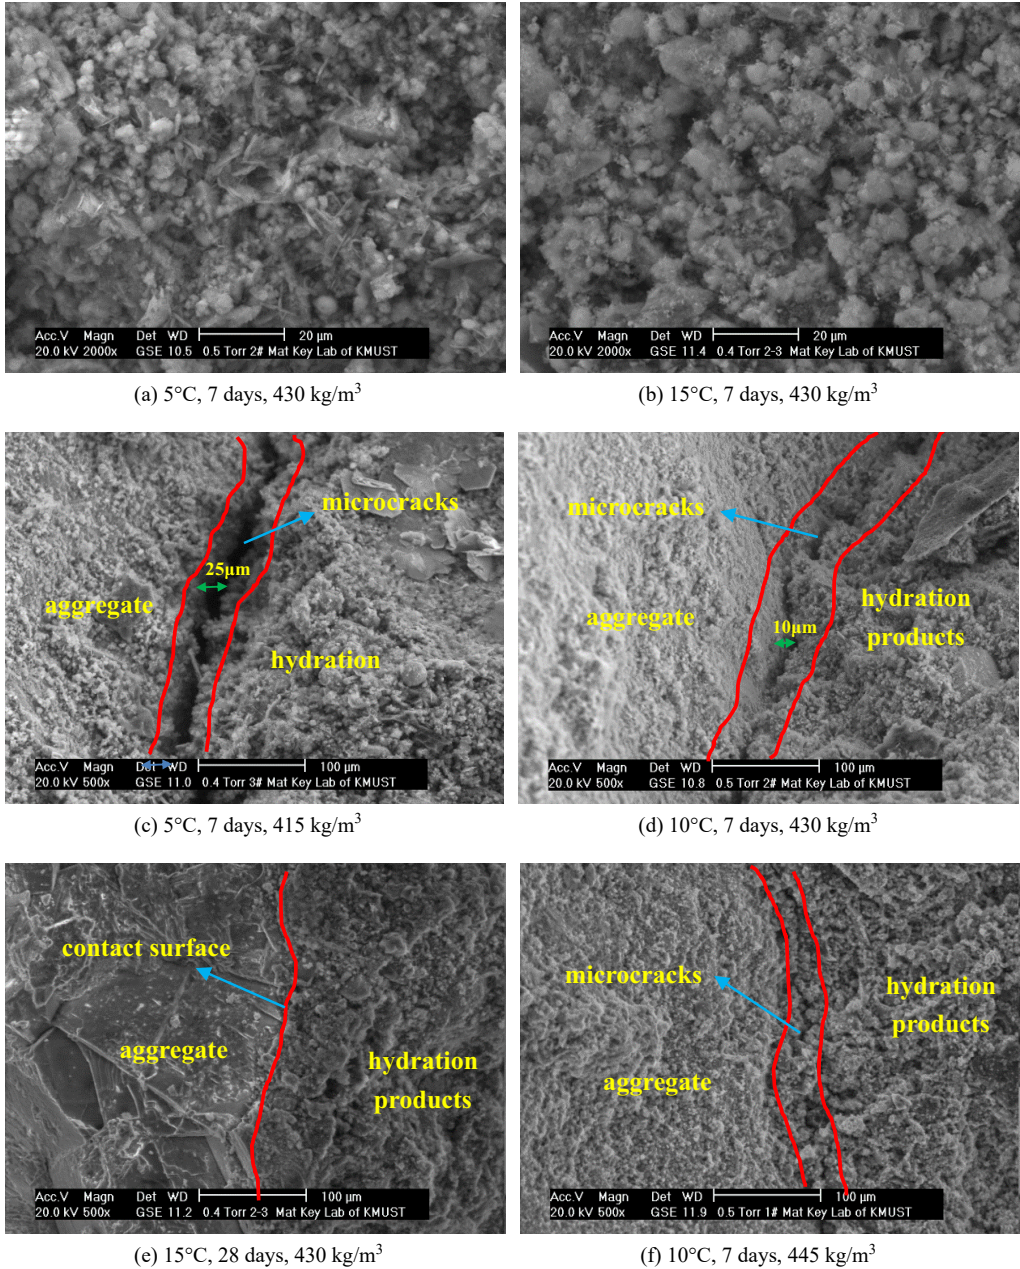 Acc.V Magn Det WD 20 µm
20.0 kV 2000x GSE 10.5 0.5 Torr 2# Mat Key Lab of KMUST
Acc.V Magn Det WD 20 µm
20.0 kV 2000x GSE 11.4 0.4 Torr 2-3 Mat Key Lab of KMUST
(a) 5°C, 7 days, 430 kg/m³
(b) 15°C, 7 days, 430 kg/m³
microcracks
25µm
aggregate
hydration
Acc.V Magn Det WD 100 µm
20.0 kV 500x GSE 11.0 0.4 Torr 3# Mat Key Lab of KMUST
microcracks
aggregate
hydration
products
10µm
Acc.V Magn Det WD 100 µm
20.0 kV 500x GSE 10.8 0.5 Torr 2# Mat Key Lab of KMUST
(c) 5°C, 7 days, 415 kg/m³
(d) 10°C, 7 days, 430 kg/m³
contact surface
aggregate
hydration
products
Acc.V Magn Det WD 100 µm
20.0 kV 500x GSE 11.2 0.4 Torr 2-3 Mat Key Lab of KMUST
microcracks
hydration
products
aggregate
Acc.V Magn Det WD 100 µm
20.0 kV 500x GSE 11.9 0.5 Torr 1# Mat Key Lab of KMUST
(e) 15°C, 28 days, 430 kg/m³
(f) 10°C, 7 days, 445 kg/m³